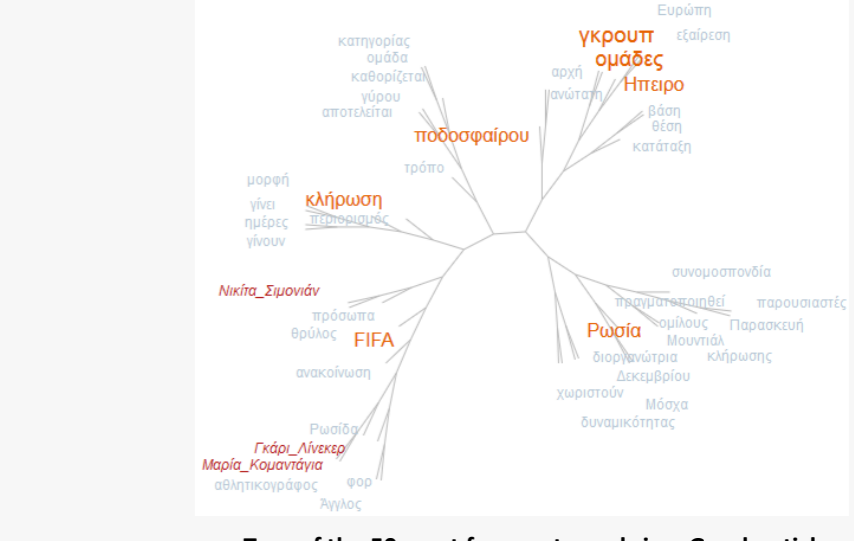 Ευρώπη
γκρουπ
εξαίρεση
κατηγορίας
ομάδα
ομάδες
καθορίζεται
αρχή
Ήπειρο
γύρου
ανώτατη
αποτελείται
βάση
θέση
ποδοσφαίρου
κατάταξη
τρόπο
μορφή
κλήρωση
γίνει
περιορισμός
ημέρες
γίνουν
συνομοσπονδία
Νικίτα_Σιμονιάν
πραγματοποιηθεί
παρουσιαστές
πρόσωπα
ομίλους
Παρασκευή
θρύλος
FIFA
Ρωσία
Μουντιάλ
διοργανώτρια
κλήρωσης
ανακοίνωση
Δεκεμβρίου
χωριστούν
Μόσχα
δυναμικότητας
Ρωσίδα
Γκάρι_Λίνεκερ
Μαρία_Κομαντάγια
αθλητικογράφος
φορ
Άγγλος